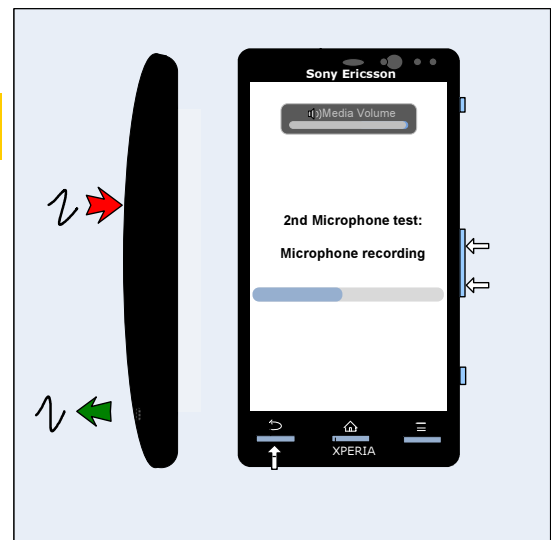 Sony Ericsson
Media Volume
2nd Microphone test:
Microphone recording
XPERIA